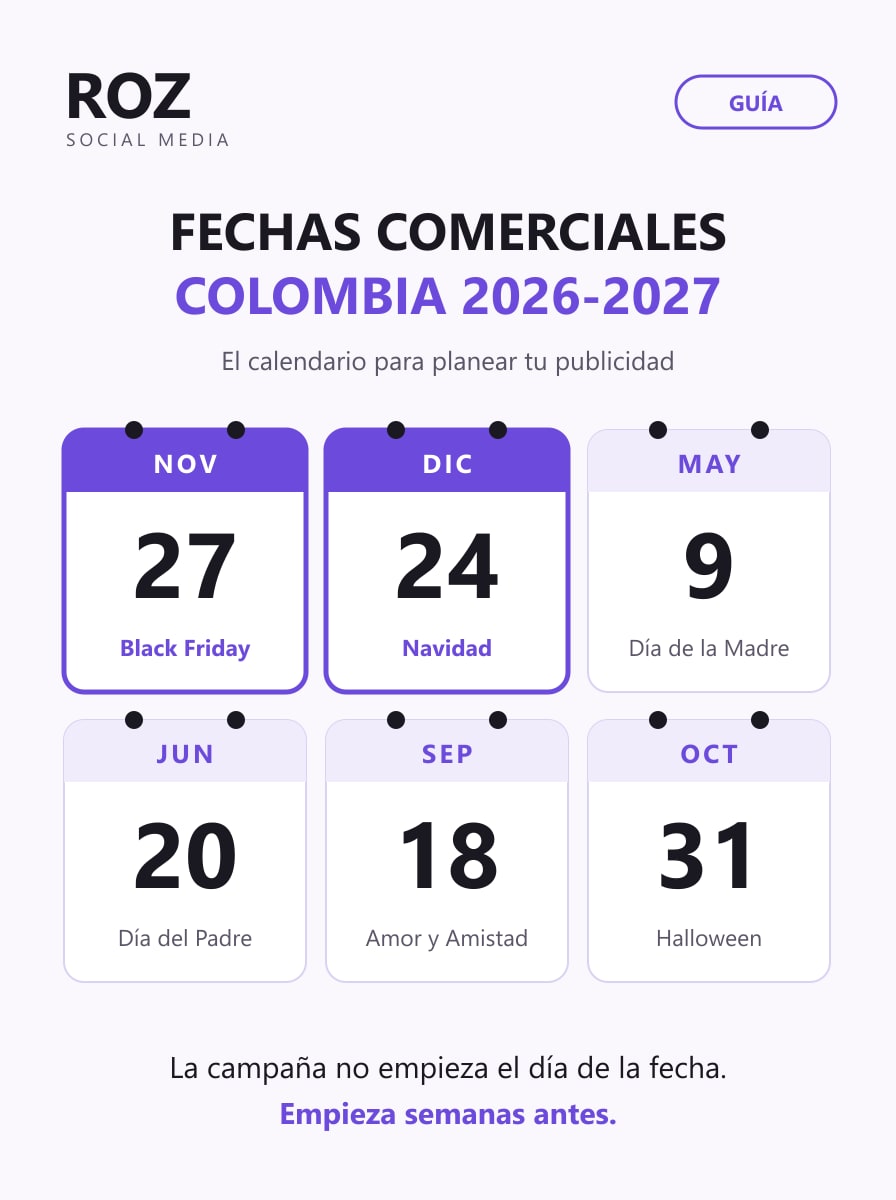 ROZ
SOCIAL MEDIA
GUÍA
FECHAS COMERCIALES
COLOMBIA 2026-2027
El calendario para planear tu publicidad
NOV
27
Black Friday
DIC
24
Navidad
MAY
9
Día de la Madre
JUN
20
Día del Padre
SEP
18
Amor y Amistad
OCT
31
Halloween
La campaña no empieza el día de la fecha.
Empieza semanas antes.